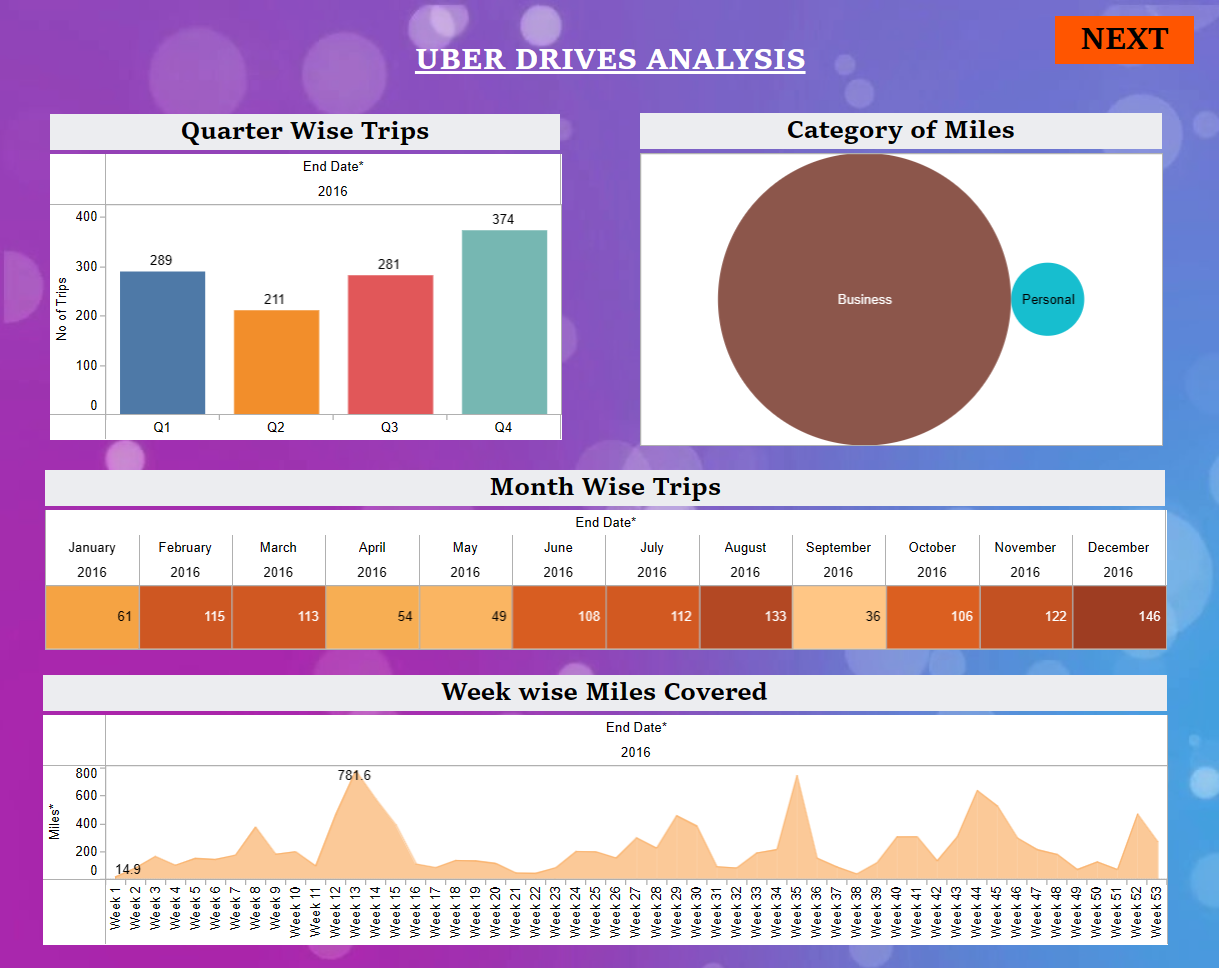 NEXT
UBER DRIVES ANALYSIS
Quarter Wise Trips
End Date*
2016
No of Trips
400
300
200
100
0
289
211
281
374
Q1 Q2 Q3 Q4
Category of Miles
Business
Personal
Month Wise Trips
End Date*
January February March April May June July August September October November December
2016 2016 2016 2016 2016 2016 2016 2016 2016 2016 2016 2016
61 115 113 54 49 108 112 133 36 106 122 146
Week wise Miles Covered
End Date*
2016
Miles*
800
600
400
200
0
781.6
14.9
Week 1
Week 2
Week 3
Week 4
Week 5
Week 6
Week 7
Week 8
Week 9
Week 10
Week 11
Week 12
Week 13
Week 14
Week 15
Week 16
Week 17
Week 18
Week 19
Week 20
Week 21
Week 22
Week 23
Week 24
Week 25
Week 26
Week 27
Week 28
Week 29
Week 30
Week 31
Week 32
Week 33
Week 34
Week 35
Week 36
Week 37
Week 38
Week 39
Week 40
Week 41
Week 42
Week 43
Week 44
Week 45
Week 46
Week 47
Week 48
Week 49
Week 50
Week 51
Week 52
Week 53